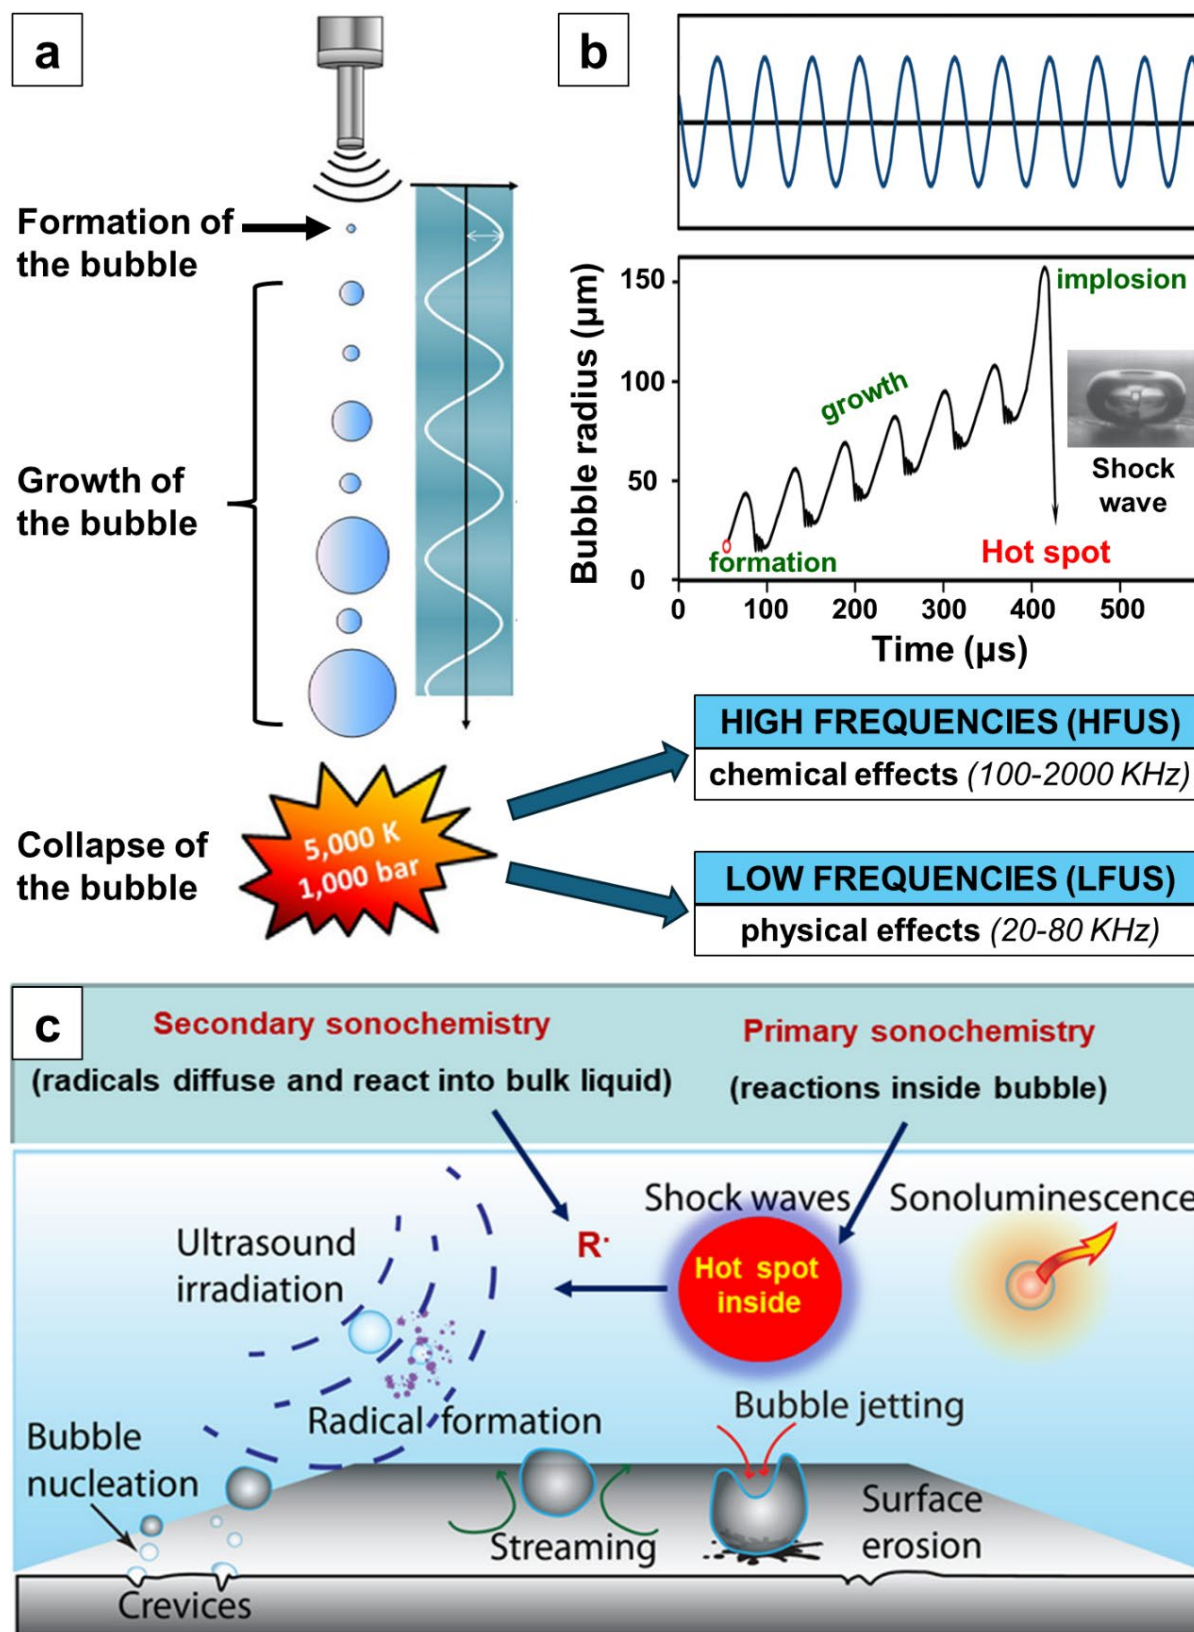 a
Formation of
the bubble
Growth of
the bubble
Collapse of
the bubble
5,000 K
1,000 bar
b
Bubble radius (µm)
150
100
50
0
implosion
growth
formation
Shock
wave
Hot spot
0 100 200 300 400 500
Time (µs)
HIGH FREQUENCIES (HFUS)
chemical effects (100-2000 KHz)
LOW FREQUENCIES (LFUS)
physical effects (20-80 KHz)
c
Secondary sonochemistry
(radicals diffuse and react into bulk liquid)
Primary sonochemistry
(reactions inside bubble)
Shock waves
Sonoluminescence
Ultrasound
irradiation
R·
Hot spot
inside
Radical formation
Bubble jetting
Bubble
nucleation
Streaming
Surface
erosion
Crevices